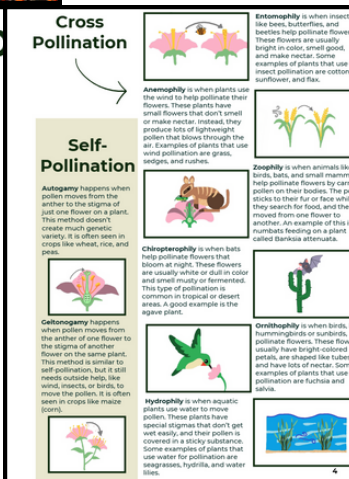 Cross
Pollination
Self-
Pollination
Autogamy happens when
pollen moves from the
anther to the stigma of
just one flower on a plant.
This method doesn't
create much genetic
variety. It is often seen in
crops like wheat, rice, and
peas.
Geitonogamy happens
when pollen moves from
the anther of one flower to
the stigma of another
flower on the same plant.
This method is similar to
self-pollination, but it still
needs outside help, like
wind, insects, or birds, to
move the pollen. It is often
seen in crops like maize
(corn).
Anemophily is when plants use
the wind to help pollinate their
flowers. These plants have
small flowers that don't smell
or make nectar. Instead, they
produce lots of lightweight
pollen that blows through the
air. Examples of plants that use
wind pollination are grass,
sedges, and rushes.
Chiropterophily is when bats
help pollinate flowers that
bloom at night. These flowers
are usually white or dull in color
and smell musty or fermented.
This type of pollination is
common in tropical or desert
areas. A good example is the
agave plant.
Hydrophily is when aquatic
plants use water to move
pollen. These plants have
special stigmas that don't get
wet easily, and their pollen is
covered in a sticky substance.
Some examples of plants that
use water for pollination are
seagrasses, hydrilla, and water
lilies.
Entomophily is when insect
like bees, butterflies, and
beetles help pollinate flower
These flowers are usually
bright in color, smell good,
and make nectar. Some
examples of plants that use
insect pollination are cotton
sunflower, and flax.
Zoophily is when animals lik
birds, bats, and small mamm
help pollinate flowers by carr
pollen on their bodies. The p
sticks to their fur or face whil
they search for food, and the
moved from one flower to
another. An example of this i
numbats feeding on a plant
called Banksia attenuata.
Ornithophily is when birds,
hummingbirds or sunbirds,
pollinate flowers. These flow
usually have bright-colored
petals, are shaped like tubes
and have lots of nectar. Som
examples of plants that use
pollination are fuchsia and
salvia.
4